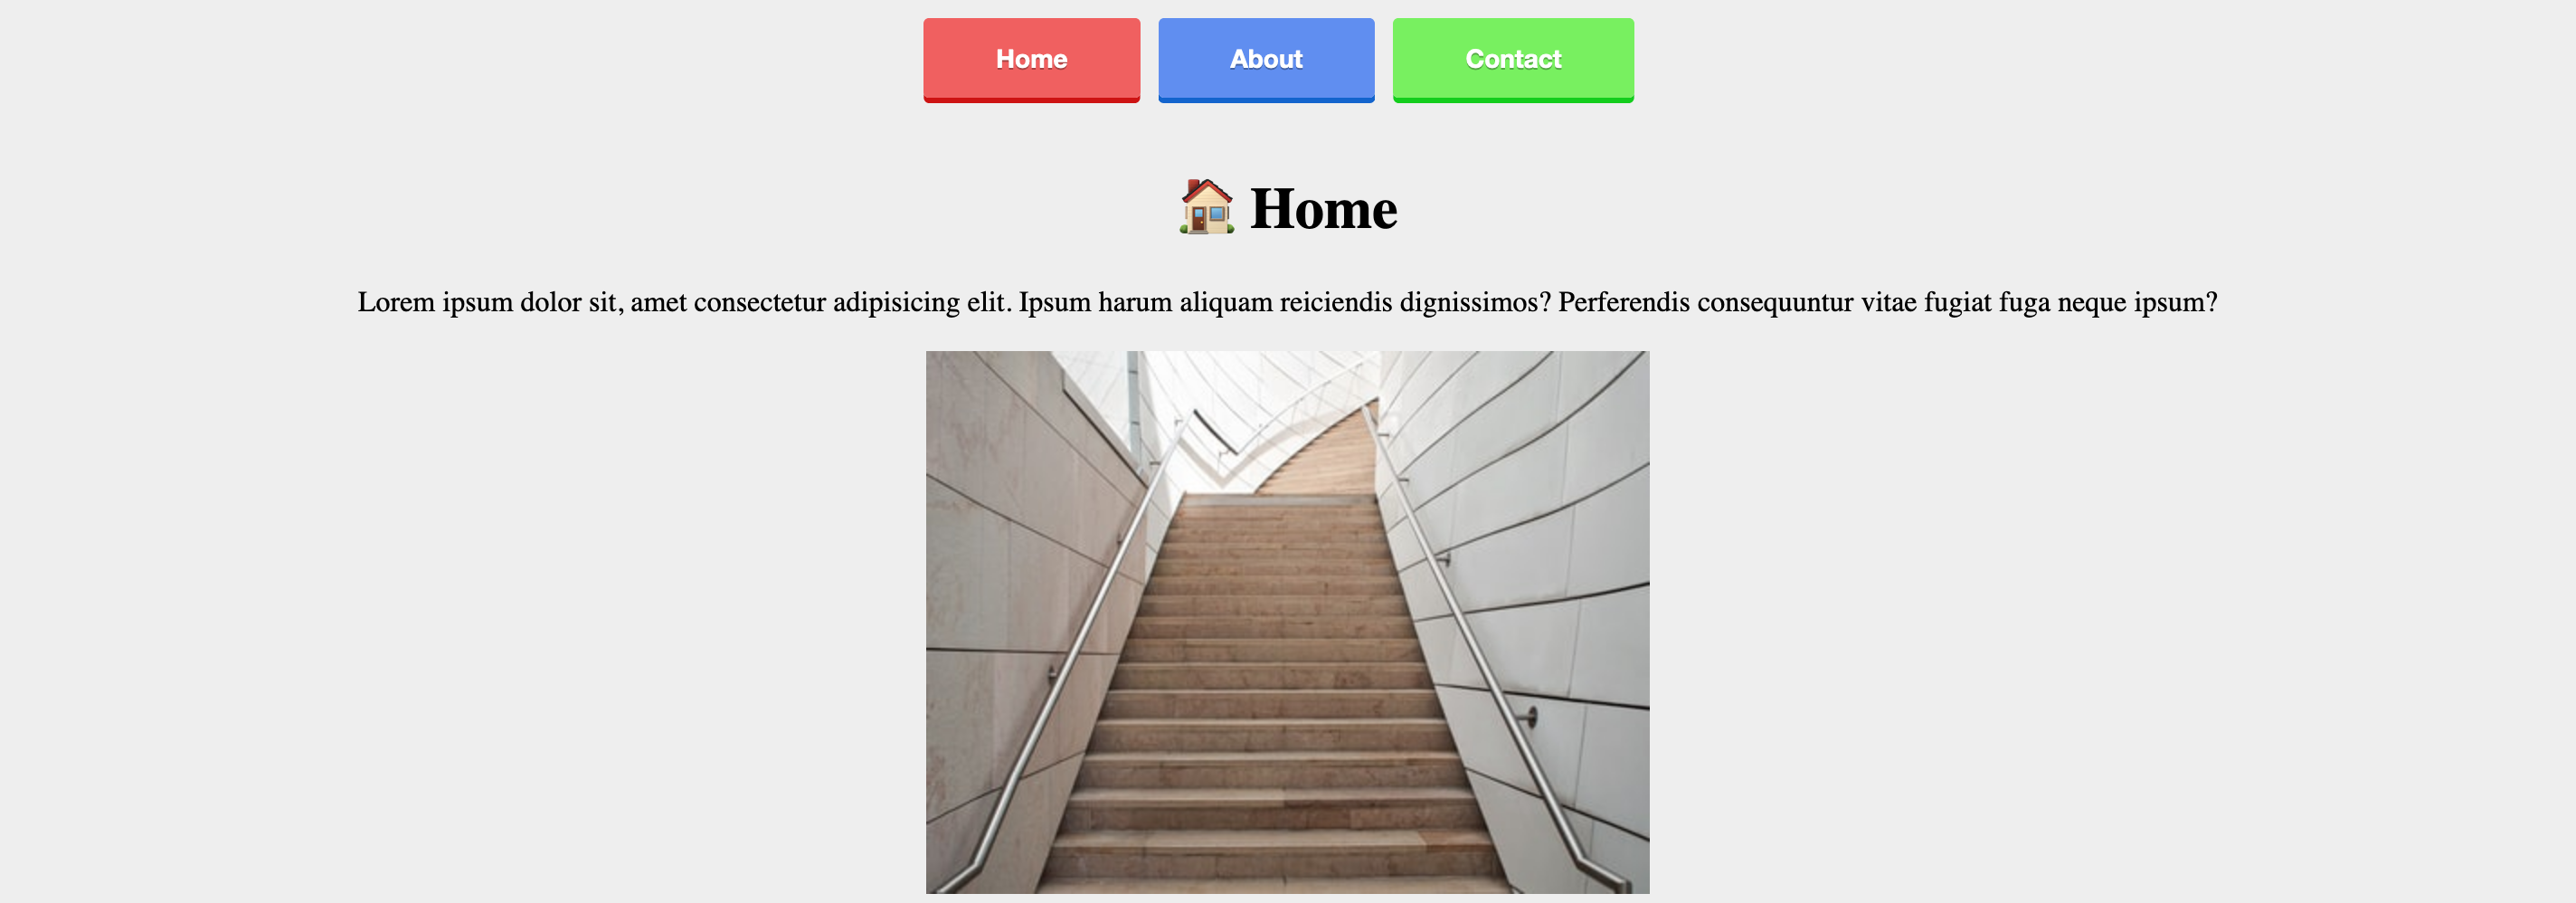 Home
About
Contact
🏠 Home
Lorem ipsum dolor sit, amet consectetur adipisicing elit. Ipsum harum aliquam reiciendis dignissimos? Perferendis consequuntur vitae fugiat fuga neque ipsum?